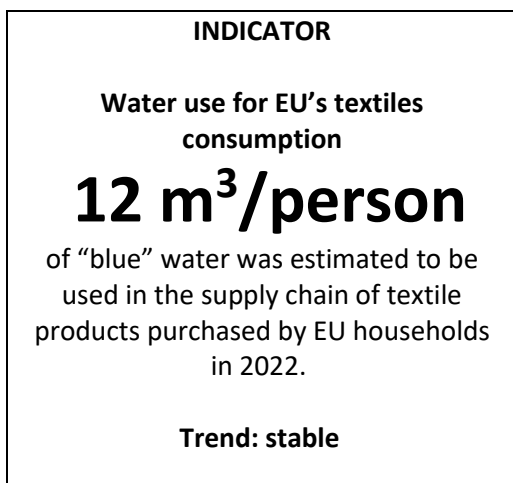 INDICATOR
Water use for EU’s textiles
consumption
12 m³/person
of “blue” water was estimated to be
used in the supply chain of textile
products purchased by EU households
in 2022.
Trend: stable